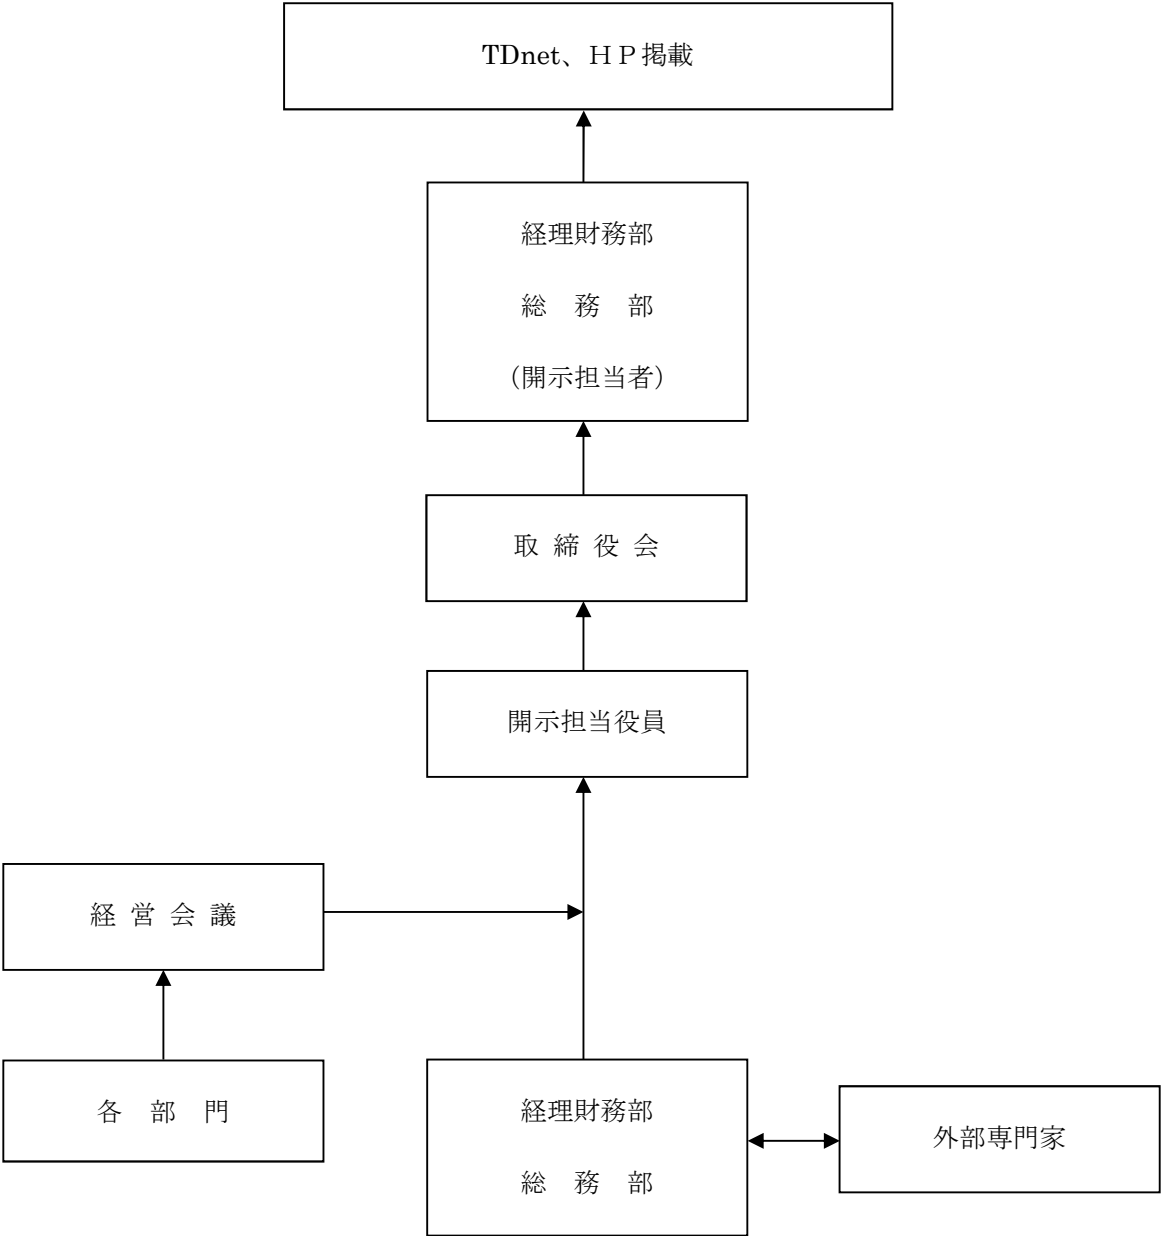 TDnet、HP掲載
経理財務部
総　務　部
(開示担当者)
取 締 役 会
開示担当役員
経 営 会 議
各　部　門
経理財務部
総　務　部
外部専門家